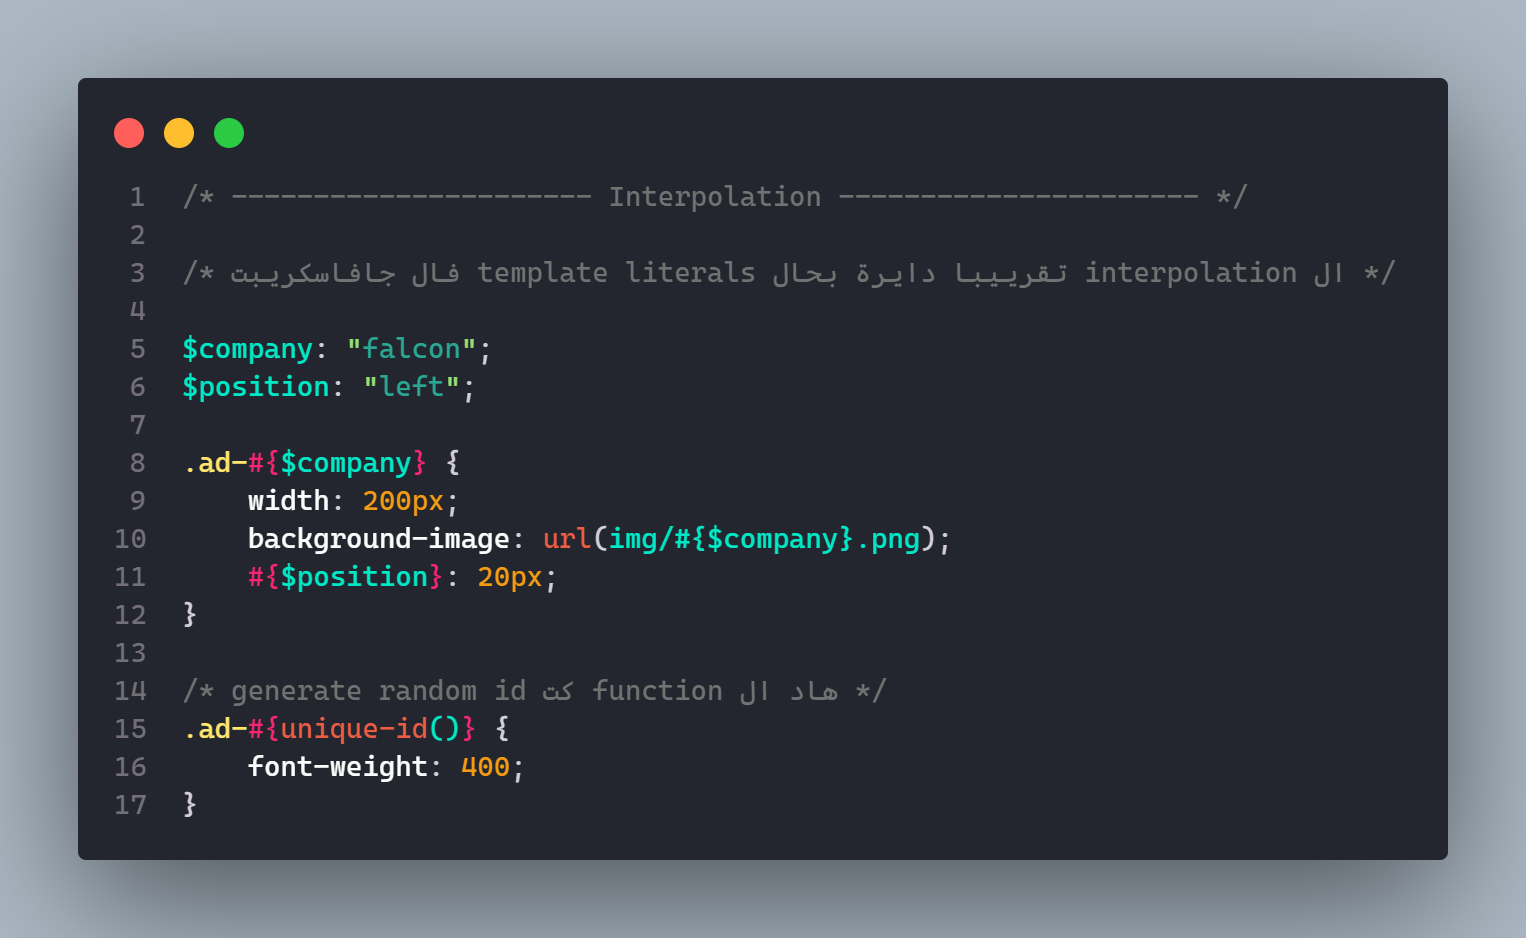 1 /* ---------------------- Interpolation ---------------------- */
2
3 /* ال interpolation تقرييبا دايرة بحال template literals فال جافاسكريبت */
4
5 $company: "falcon";
6 $position: "left";
7
8 .ad-#{$company} {
9     width: 200px;
10     background-image: url(img/#{$company}.png);
11     #{$position}: 20px;
12 }
13
14 /* هاد ال function كت generate random id */
15 .ad-#{unique-id()} {
16     font-weight: 400;
17 }